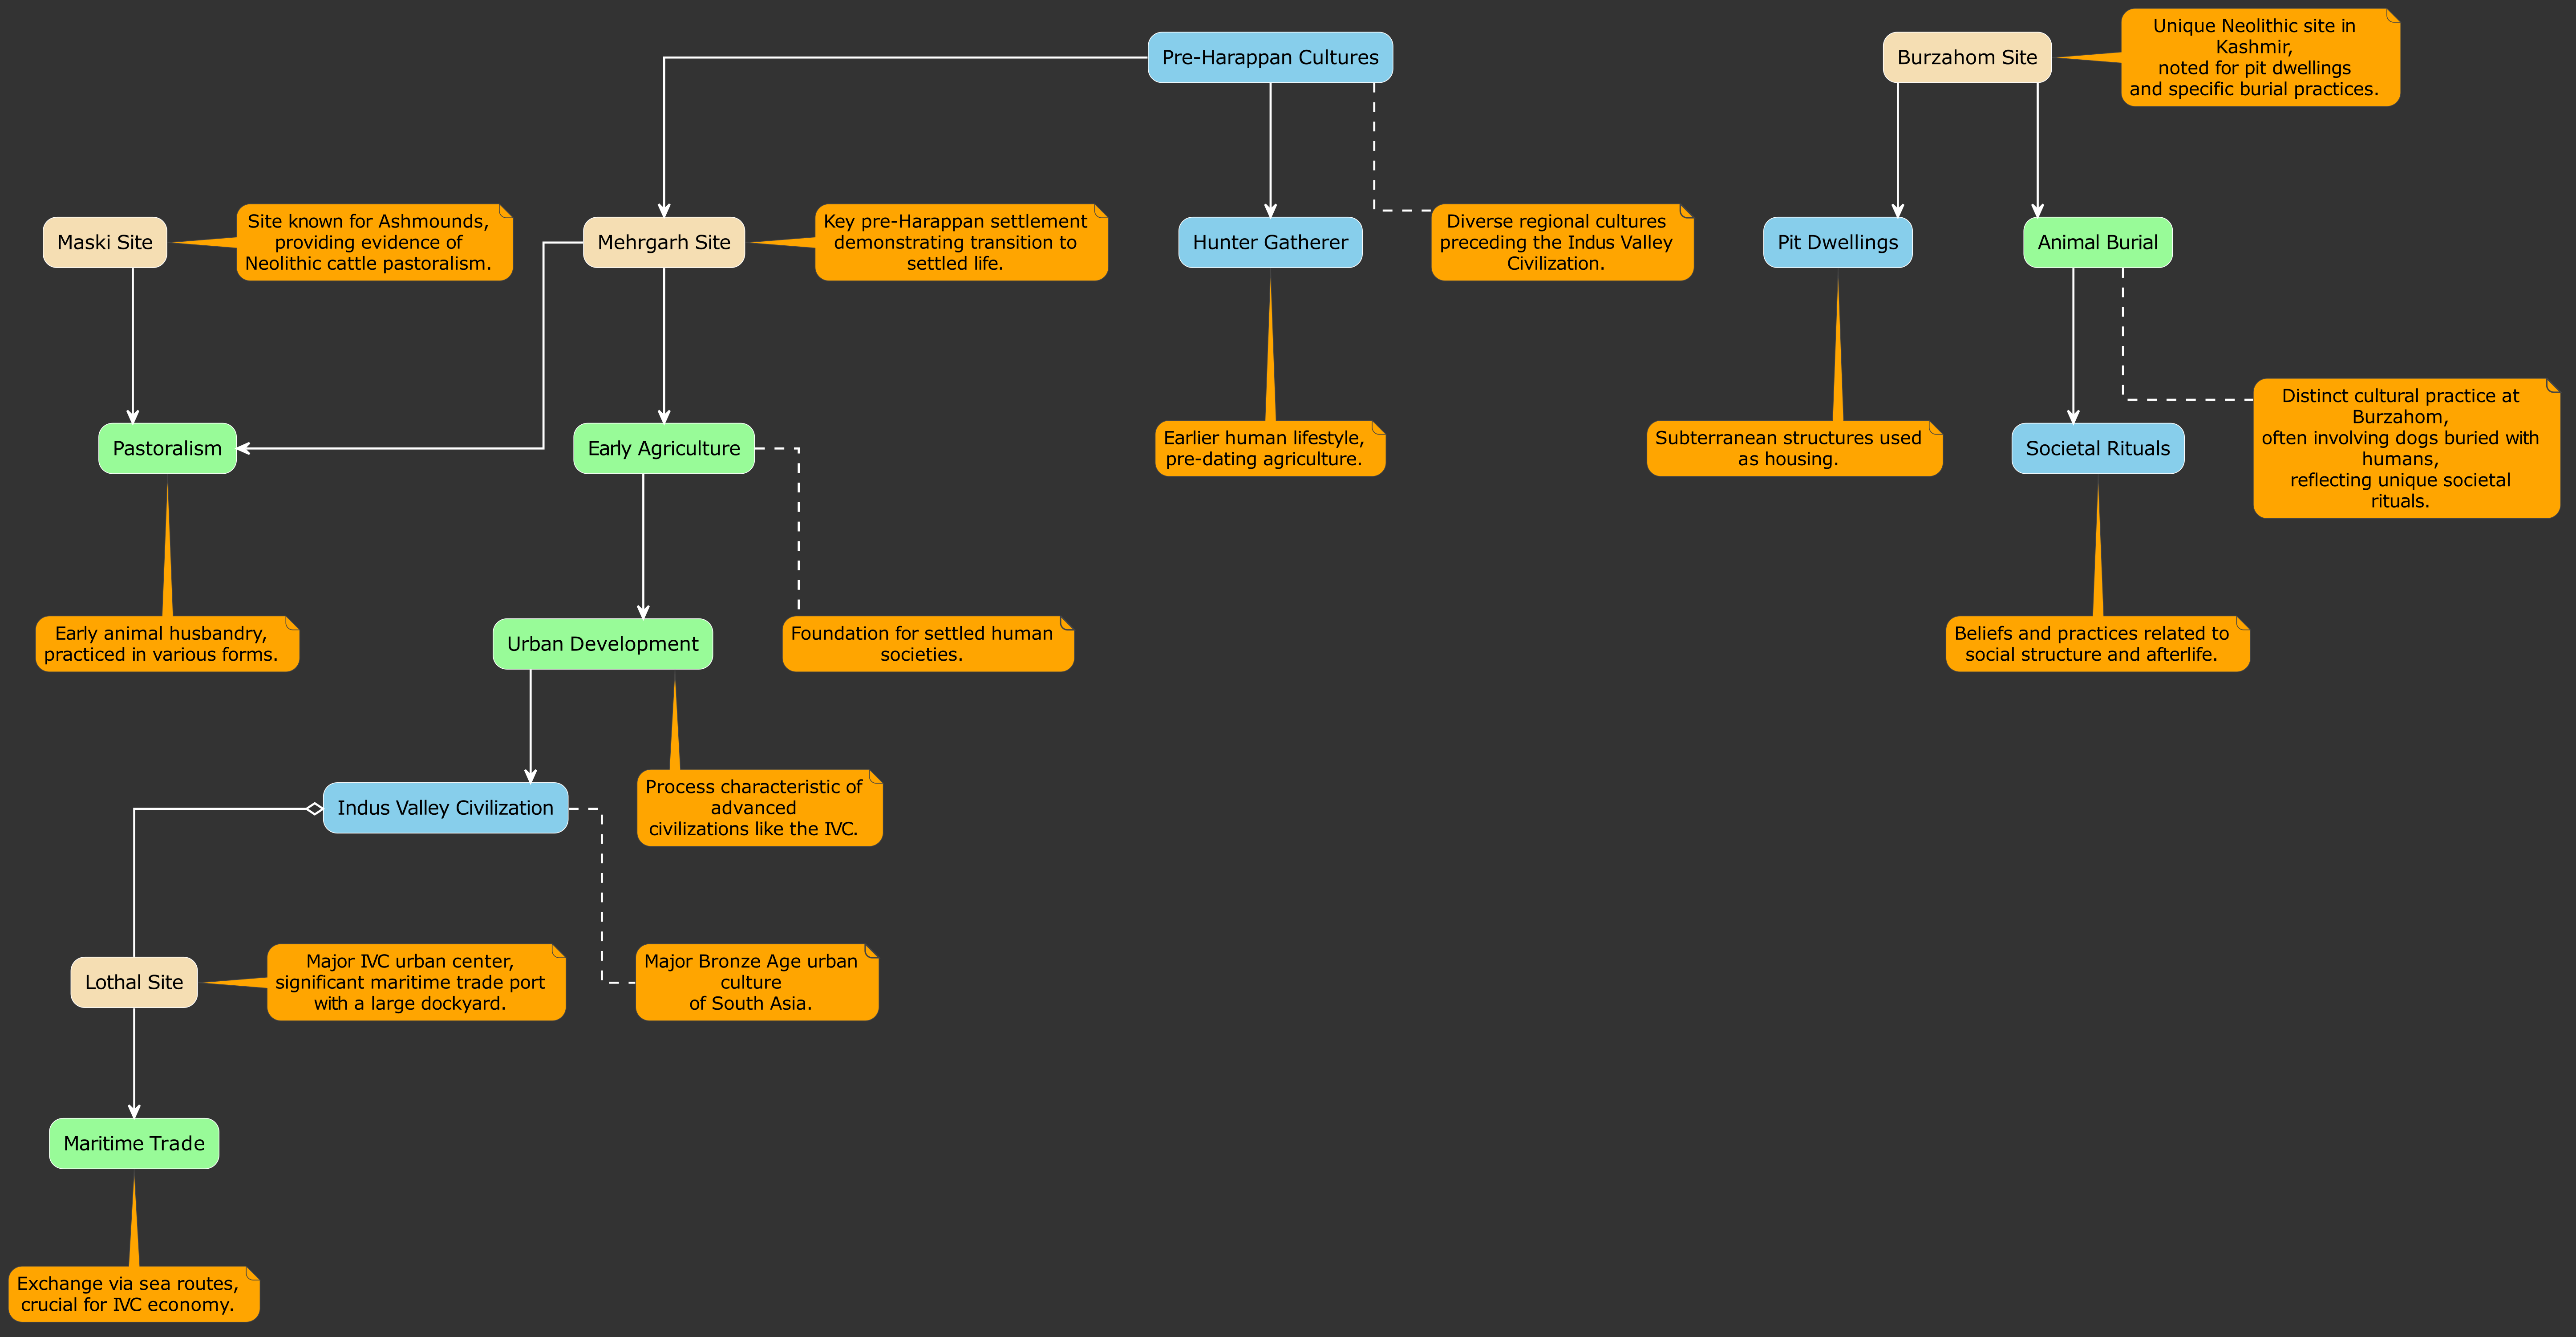 Pre-Harappan Cultures
Burzahom Site
Unique Neolithic site in
Kashmir,
noted for pit dwellings
and specific burial practices.
Maski Site
Site known for Ashmounds,
providing evidence of
Neolithic cattle pastoralism.
Mehrgarh Site
Key pre-Harappan settlement
demonstrating transition to
settled life.
Hunter Gatherer
Diverse regional cultures
preceding the Indus Valley
Civilization.
Pit Dwellings
Animal Burial
Pastoralism
Early Agriculture
Earlier human lifestyle,
pre-dating agriculture.
Subterranean structures used
as housing.
Societal Rituals
Distinct cultural practice at
Burzahom,
often involving dogs buried with
humans,
reflecting unique societal
rituals.
Early animal husbandry,
practiced in various forms.
Urban Development
Foundation for settled human
societies.
Beliefs and practices related to
social structure and afterlife.
Indus Valley Civilization
Process characteristic of
advanced
civilizations like the IVC.
Lothal Site
Major IVC urban center,
significant maritime trade port
with a large dockyard.
Major Bronze Age urban
culture
of South Asia.
Maritime Trade
Exchange via sea routes,
crucial for IVC economy.